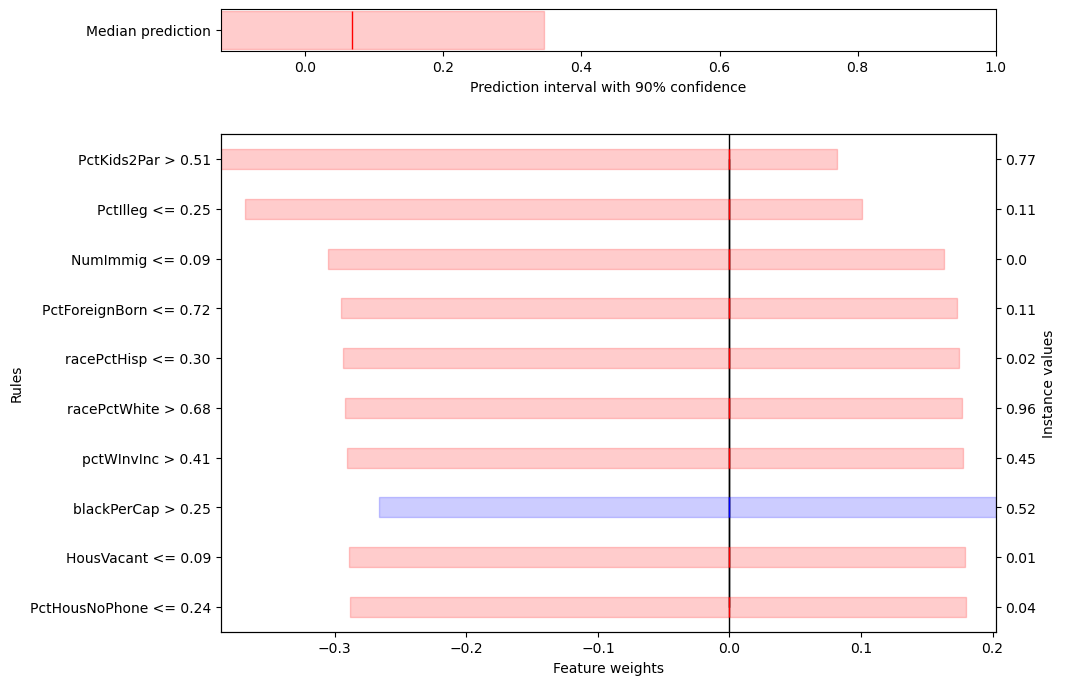 Median prediction
0.0 0.2 0.4 0.6 0.8 1.0
Prediction interval with 90% confidence
PctKids2Par > 0.51 0.77
PctIlleg <= 0.25 0.11
NumImmig <= 0.09 0.0
PctForeignBorn <= 0.72 0.11
racePctHisp <= 0.30 0.02
Rules
Instance values
racePctWhite > 0.68 0.96
pctWInvInc > 0.41 0.45
blackPerCap > 0.25 0.52
HousVacant <= 0.09 0.01
PctHousNoPhone <= 0.24 0.04
−0.3 −0.2 −0.1 0.0 0.1 0.2
Feature weights